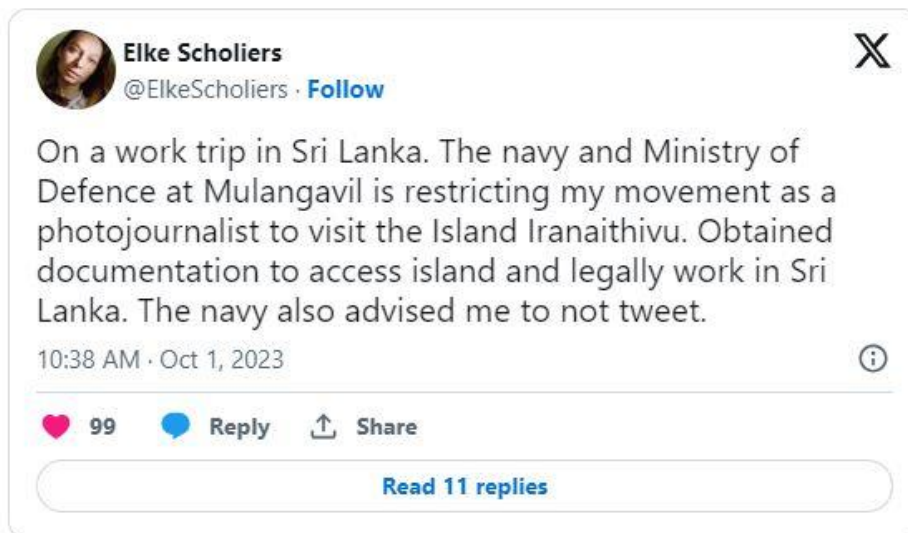 Elke Scholiers
@ElkeScholiers · Follow
On a work trip in Sri Lanka. The navy and Ministry of
Defence at Mulangavil is restricting my movement as a
photojournalist to visit the Island Iranaithivu. Obtained
documentation to access island and legally work in Sri
Lanka. The navy also advised me to not tweet.
10:38 AM · Oct 1, 2023
99 Reply Share
Read 11 replies